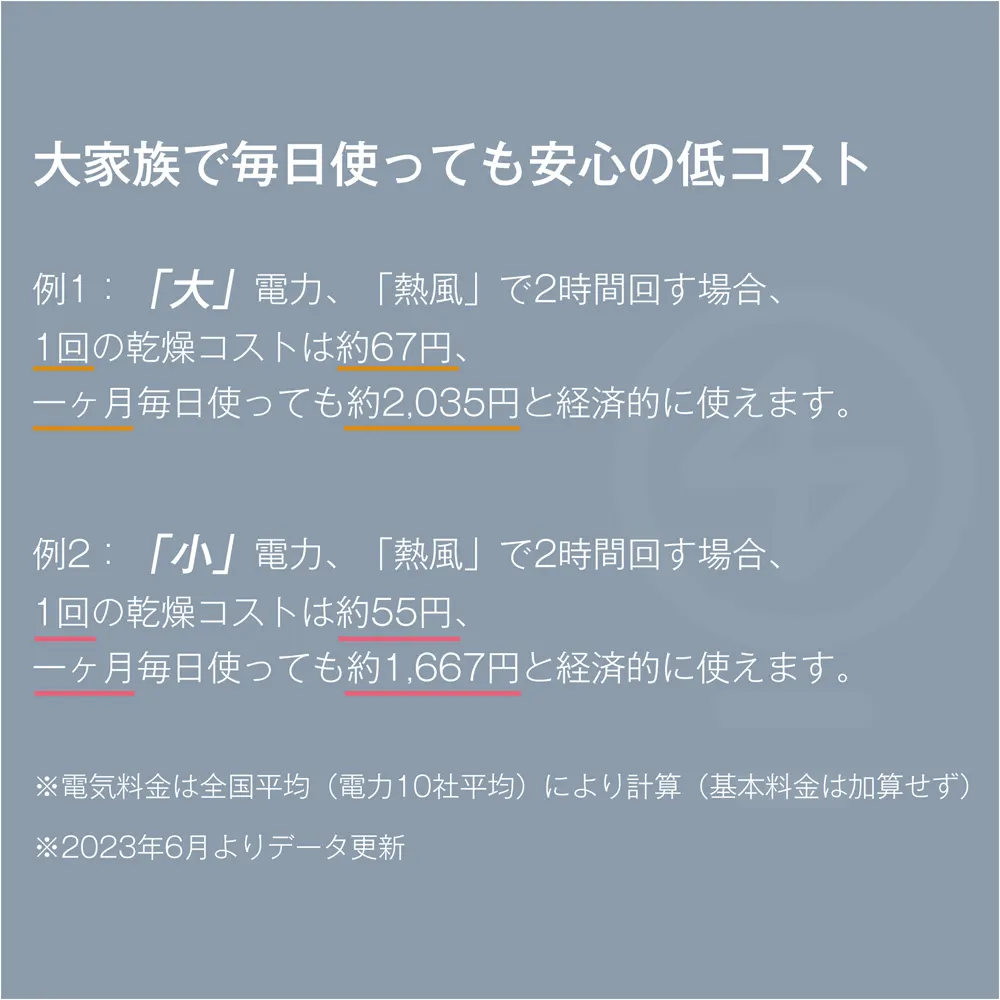 大家族で毎日使っても安心の低コスト
例1：「大」電力、「熱風」で2時間回す場合、
1回の乾燥コストは約67円、
一ヶ月毎日使っても約2,035円と経済的に使えます。
例2：「小」電力、「熱風」で2時間回す場合、
1回の乾燥コストは約55円、
一ヶ月毎日使っても約1,667円と経済的に使えます。
※電気料金は全国平均（電力10社平均）により計算（基本料金は加算せず）
※2023年6月よりデータ更新